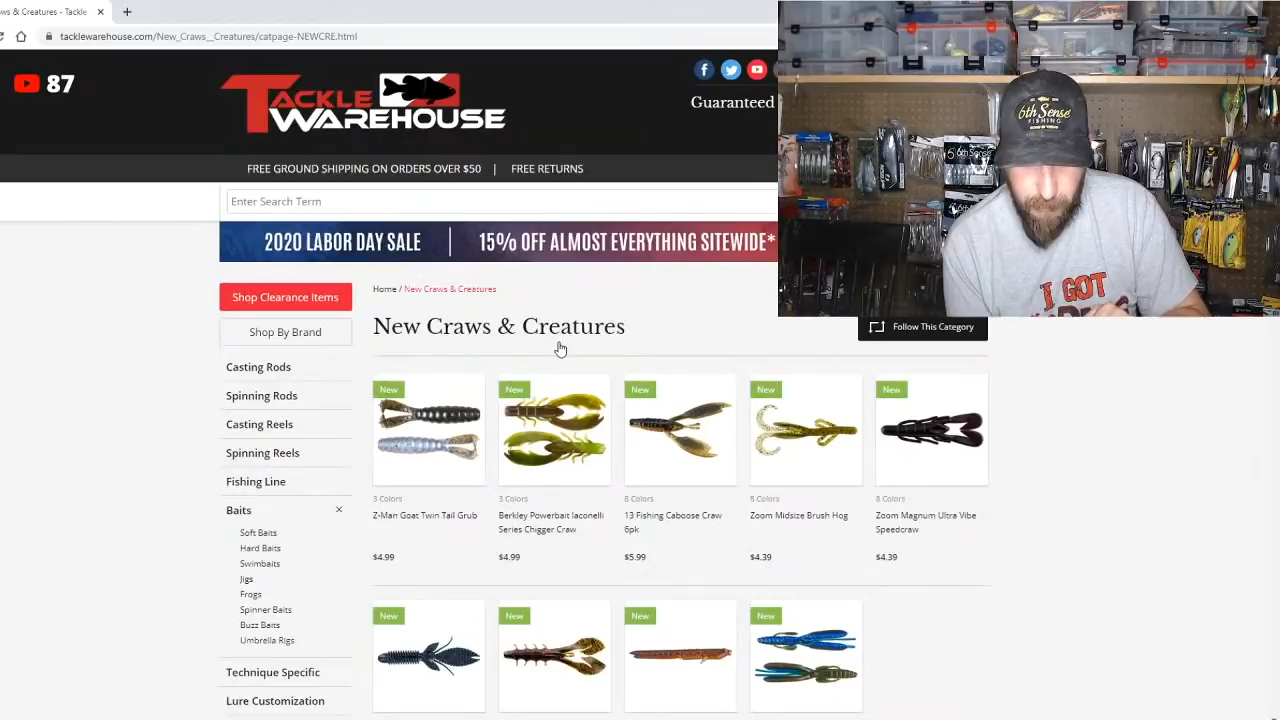 ws & Creatures - Tackle
tacklewarehouse.com/New_Craws__Creatures/catpage-NEWCRE.html
87
TACKLE
WAREHOUSE
Guaranteed
FREE GROUND SHIPPING ON ORDERS OVER $50 | FREE RETURNS
Enter Search Term
2020 LABOR DAY SALE | 15% OFF ALMOST EVERYTHING SITEWIDE*
6th Sense
FISHING
6th Sense
I GOT
Shop Clearance Items
Shop By Brand
Casting Rods
Spinning Rods
Casting Reels
Spinning Reels
Fishing Line
Baits
Soft Baits
Hard Baits
Swimbaits
Jigs
Frogs
Spinner Baits
Buzz Baits
Umbrella Rigs
Technique Specific
Lure Customization
Home / New Craws & Creatures
New Craws & Creatures
Follow This Category
New
New
New
New
New
3 Colors
3 Colors
8 Colors
8 Colors
8 Colors
Z-Man Goat Twin Tail Grub
Berkley Powerbait Iaconelli
Series Chigger Craw
13 Fishing Caboose Craw
6pk
Zoom Midsize Brush Hog
Zoom Magnum Ultra Vibe
Speedcraw
$4.99
$4.99
$5.99
$4.39
$4.39
New
New
New
New